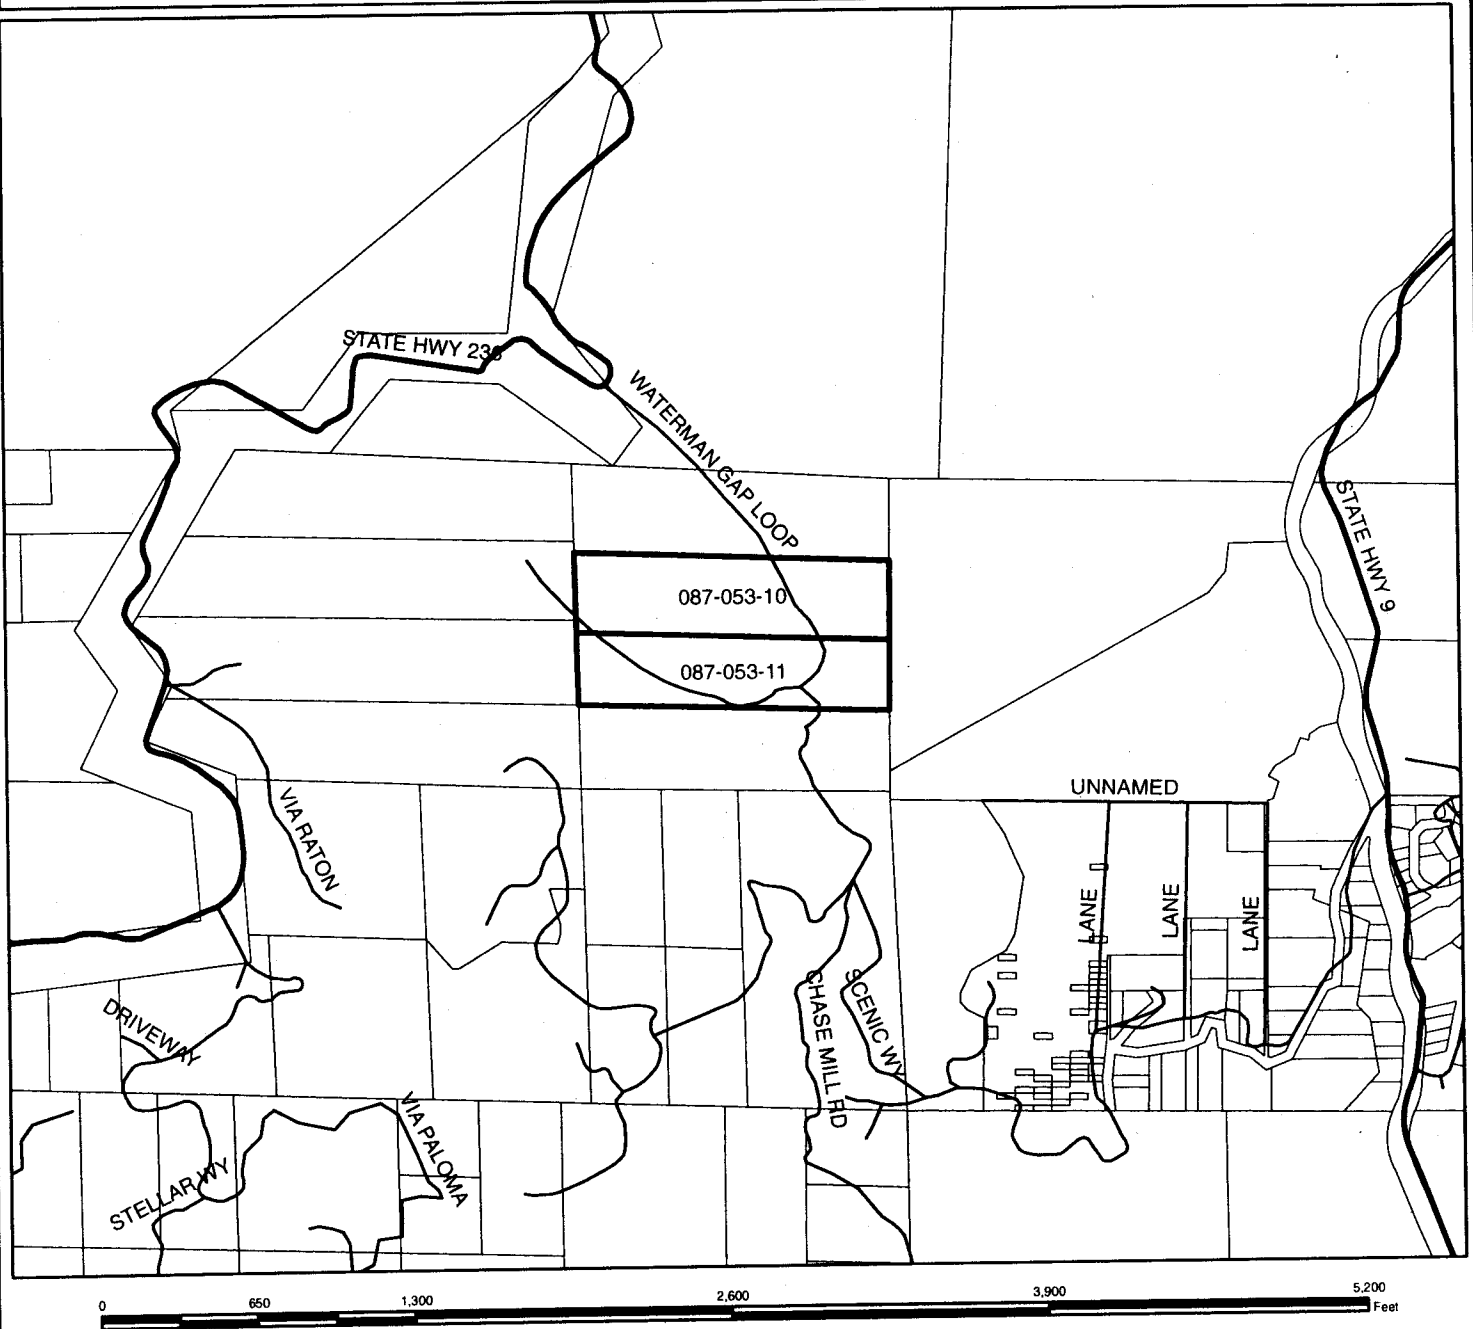 STATE HWY 236
WATERMAN GAP LOOP
STATE HWY 9
087-053-10
087-053-11
UNNAMED
VIA RATON
LANE
LANE
LANE
CHASE MILL RD
SCENIC WY
DRIVEWAY
VIA PALOMA
STELLAR WY
0 650 1,300 2,600 3,900 5,200
Feet